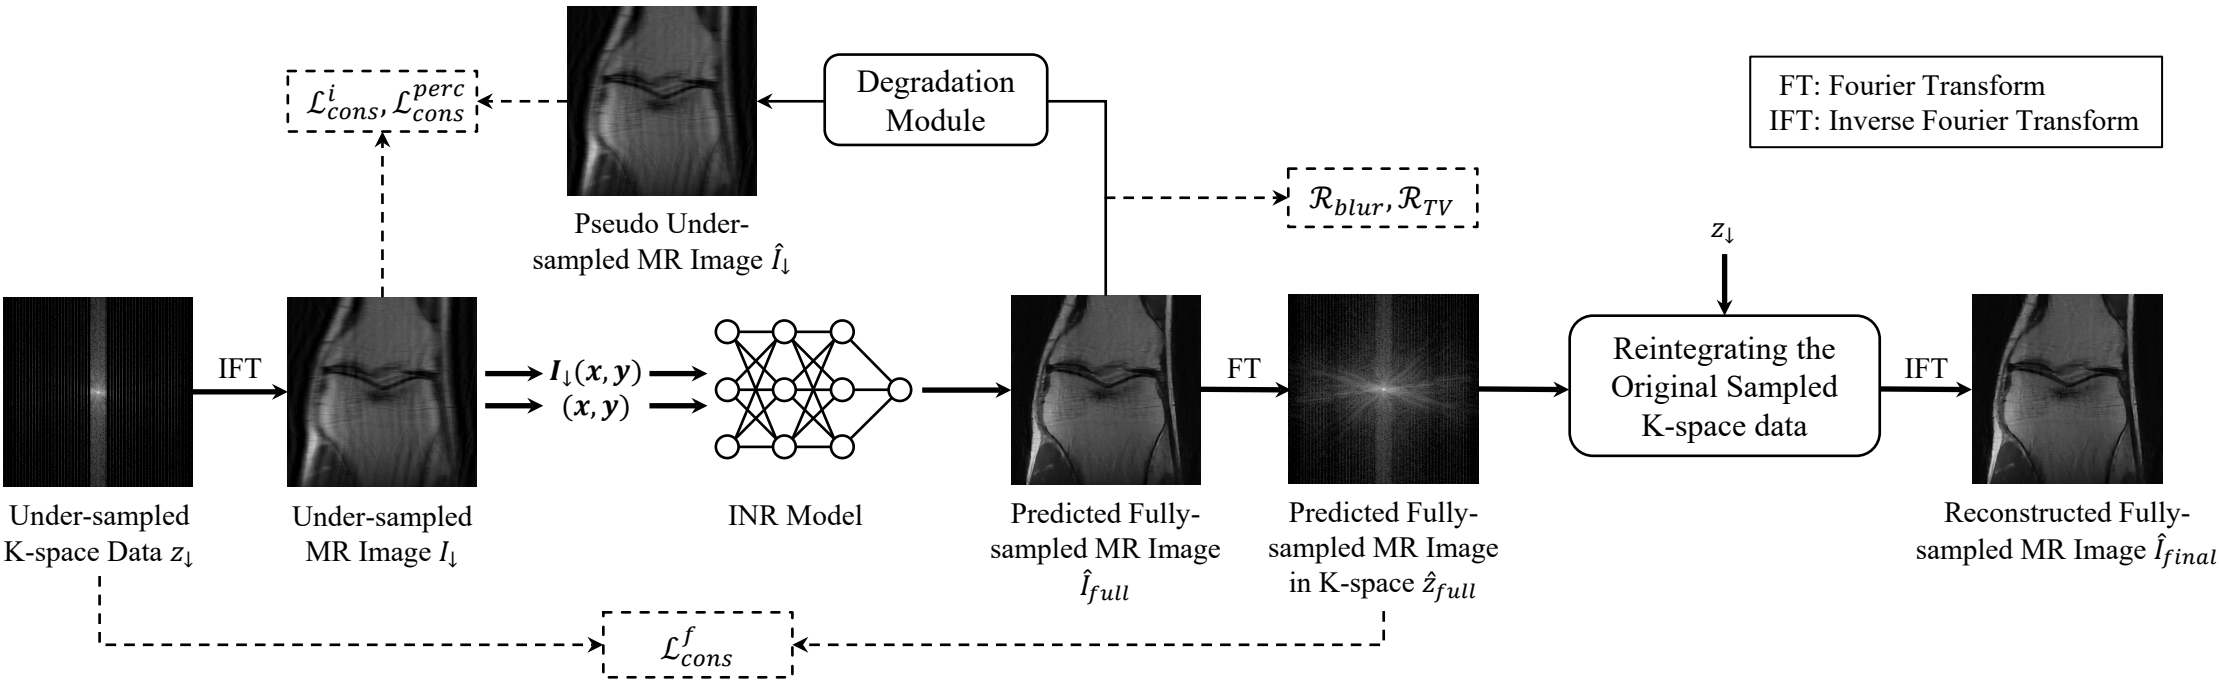 Degradation
Module
FT: Fourier Transform
IFT: Inverse Fourier Transform
ℒ^i_cons, ℒ^perc_cons
ℛ_blur, ℛ_TV
Pseudo Under-
sampled MR Image Î↓
z↓
IFT
I↓(x, y)
(x, y)
FT
Reintegrating the
Original Sampled
K-space data
IFT
Under-sampled
K-space Data z↓
Under-sampled
MR Image I↓
INR Model
Predicted Fully-
sampled MR Image
Î_full
Predicted Fully-
sampled MR Image
in K-space ẑ_full
Reconstructed Fully-
sampled MR Image Î_final
ℒ^f_cons